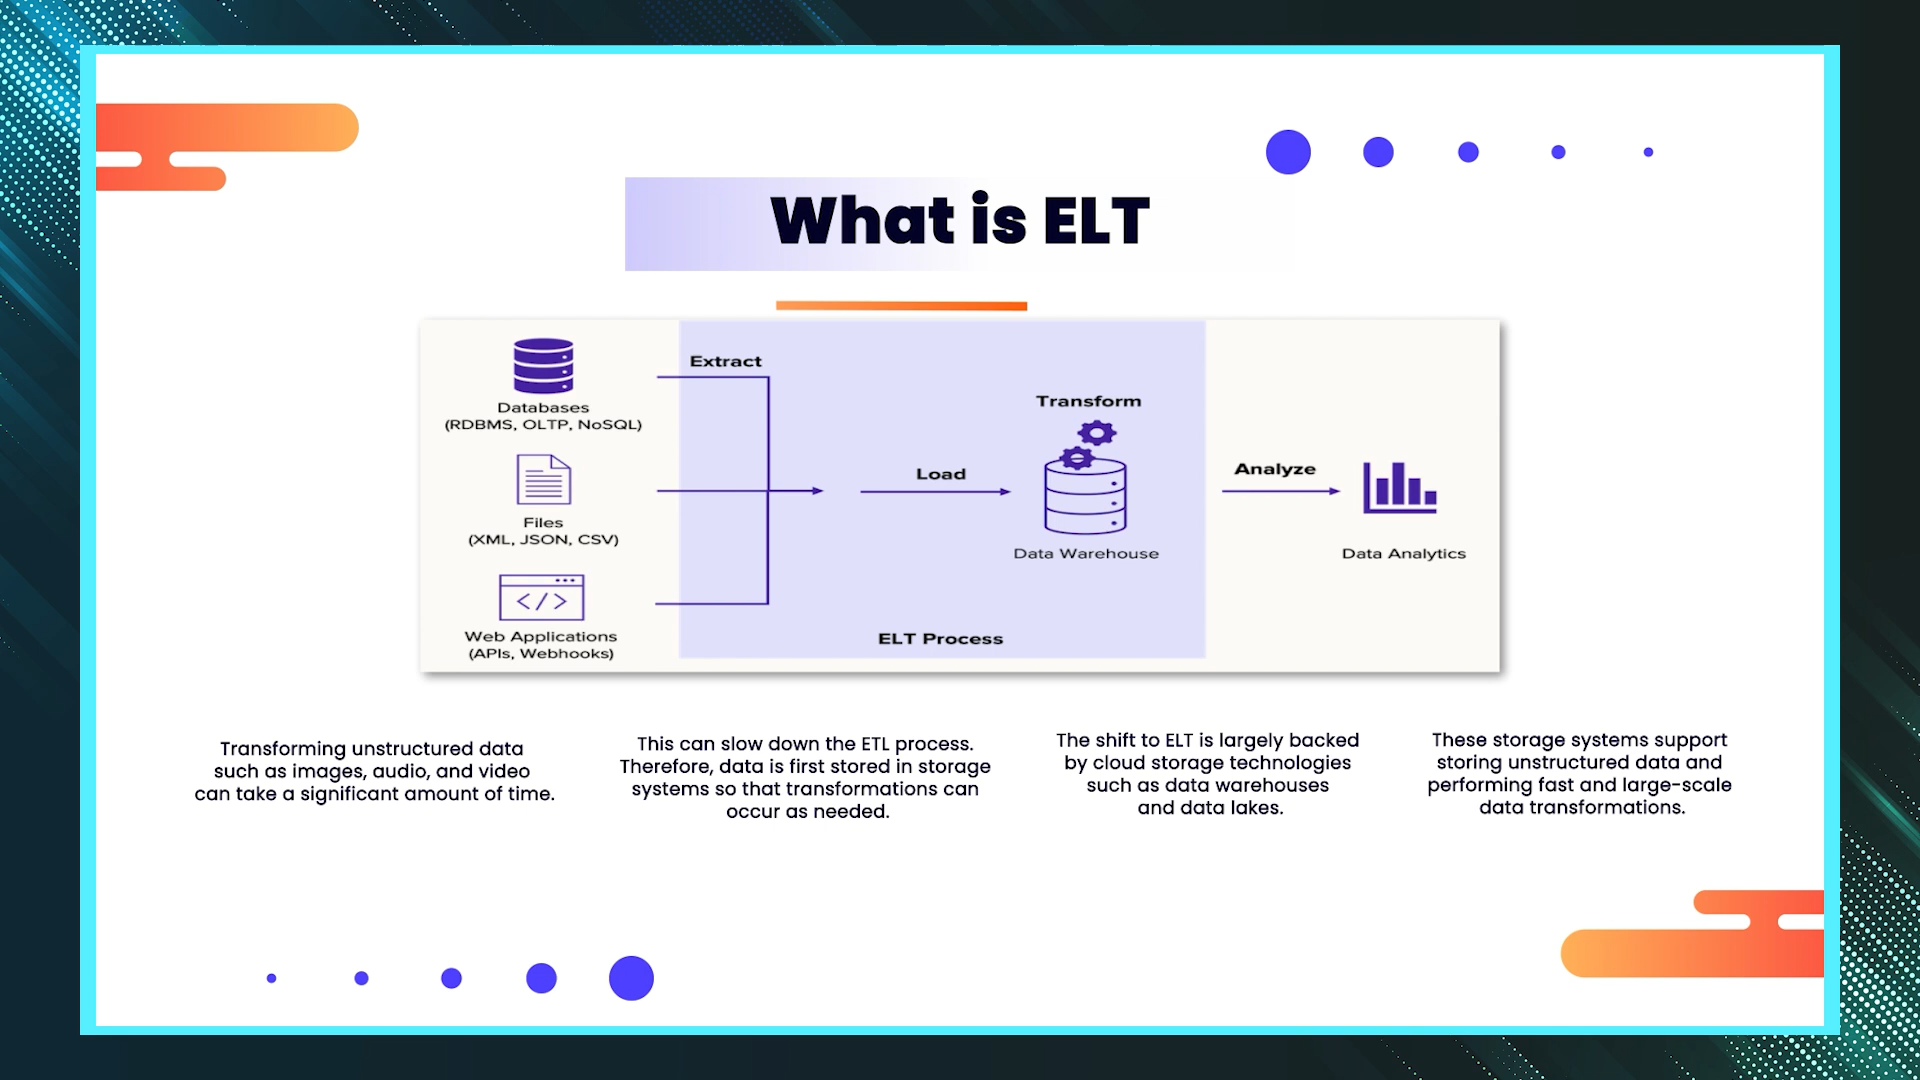 What is ELT
Extract
Databases
(RDBMS, OLTP, NoSQL)
Files
(XML, JSON, CSV)
</>
Web Applications
(APIs, Webhooks)
Load
Transform
Data Warehouse
ELT Process
Analyze
Data Analytics
Transforming unstructured data
such as images, audio, and video
can take a significant amount of time.
This can slow down the ETL process.
Therefore, data is first stored in storage
systems so that transformations can
occur as needed.
The shift to ELT is largely backed
by cloud storage technologies
such as data warehouses
and data lakes.
These storage systems support
storing unstructured data and
performing fast and large-scale
data transformations.